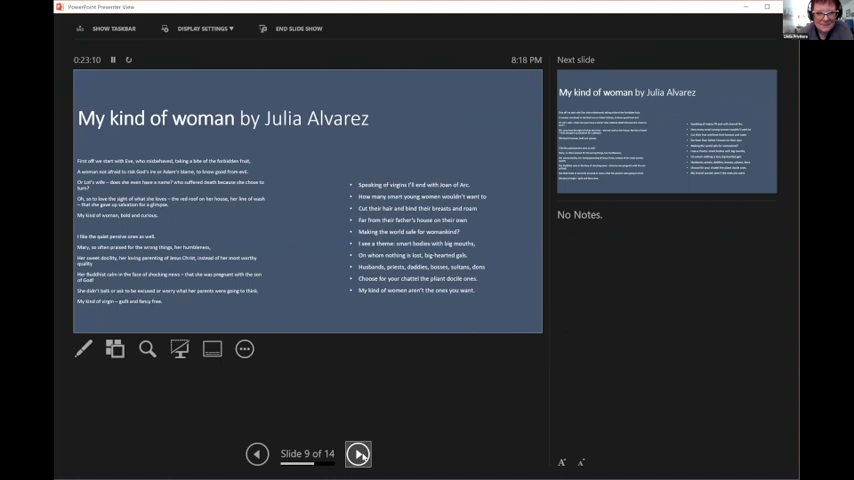 PowerPoint Presenter View
SHOW TASKBAR
DISPLAY SETTINGS ▾
END SLIDE SHOW
0:23:10
8:18 PM
My kind of woman by Julia Alvarez
First off we start with Eve, who misbehaved, taking a bite of the forbidden fruit,
A woman not afraid to risk God's ire or Adam's blame, to know good from evil.
Or Lot's wife – does she even have a name? who suffered death because she chose to
turn?
Oh, so to love the sight of what she loves – the red roof on her house, her line of wash
– that she gave up salvation for a glimpse.
My kind of woman, bold and curious.
I like the quiet pensive ones as well.
Mary, so often praised for the wrong things, her humbleness,
Her sweet docility, her loving parenting of Jesus Christ, instead of her most worthy
quality
Her Buddhist calm in the face of shocking news – that she was pregnant with the son
of God!
She didn't balk or ask to be excused or worry what her parents were going to think.
My kind of virgin – guilt and fancy free.
• Speaking of virgins I'll end with Joan of Arc.
• How many smart young women wouldn't want to
• Cut their hair and bind their breasts and roam
• Far from their father's house on their own
• Making the world safe for womankind?
• I see a theme: smart bodies with big mouths,
• On whom nothing is lost, big-hearted gals.
• Husbands, priests, daddies, bosses, sultans, dons
• Choose for your chattel the pliant docile ones.
• My kind of women aren't the ones you want.
Slide 9 of 14
Next slide
My kind of woman by Julia Alvarez
No Notes.
A A